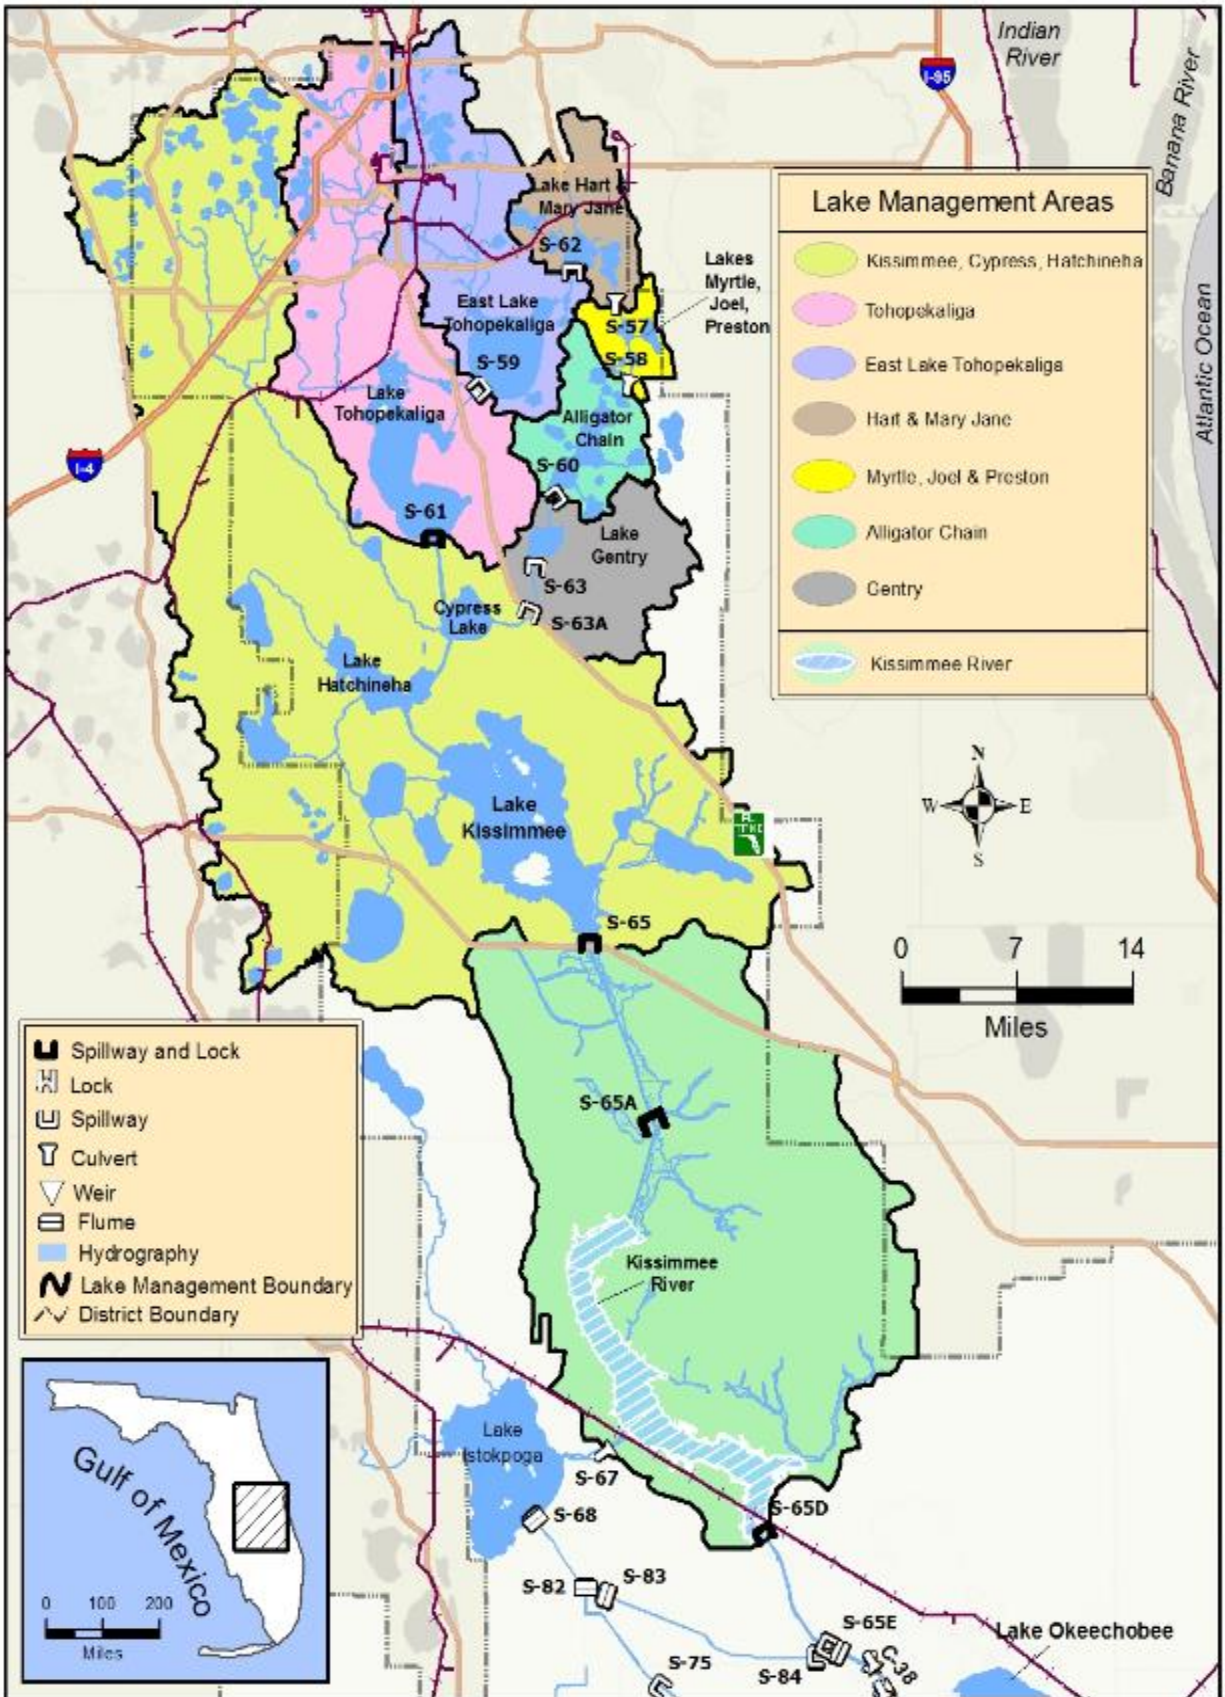 Indian
River
I-95
Banana River
Atlantic Ocean
Lake Management Areas
Kissimmee, Cypress, Hatchineha
Tohopekaliga
East Lake Tohopekaliga
Hart & Mary Jane
Myrtle, Joel & Preston
Alligator Chain
Gentry
Kissimmee River
Lake Hart &
Mary Jane
S-62
Lakes
Myrtle,
Joel,
Preston
S-57
S-58
East Lake
Tohopekaliga
S-59
Lake
Tohopekaliga
Alligator
Chain
I-4
S-60
S-61
Lake
Gentry
S-63
S-63A
Cypress
Lake
Lake
Hatchineha
Lake
Kissimmee
N
W
E
S
S-65
0 7 14
Miles
Spillway and Lock
Lock
Spillway
Culvert
Weir
Flume
Hydrography
Lake Management Boundary
District Boundary
S-65A
Kissimmee
River
Gulf of Mexico
0 100 200
Miles
Lake
Istokpoga
S-67
S-68
S-65D
S-82
S-83
S-65E
S-84
C-38
S-75
Lake Okeechobee